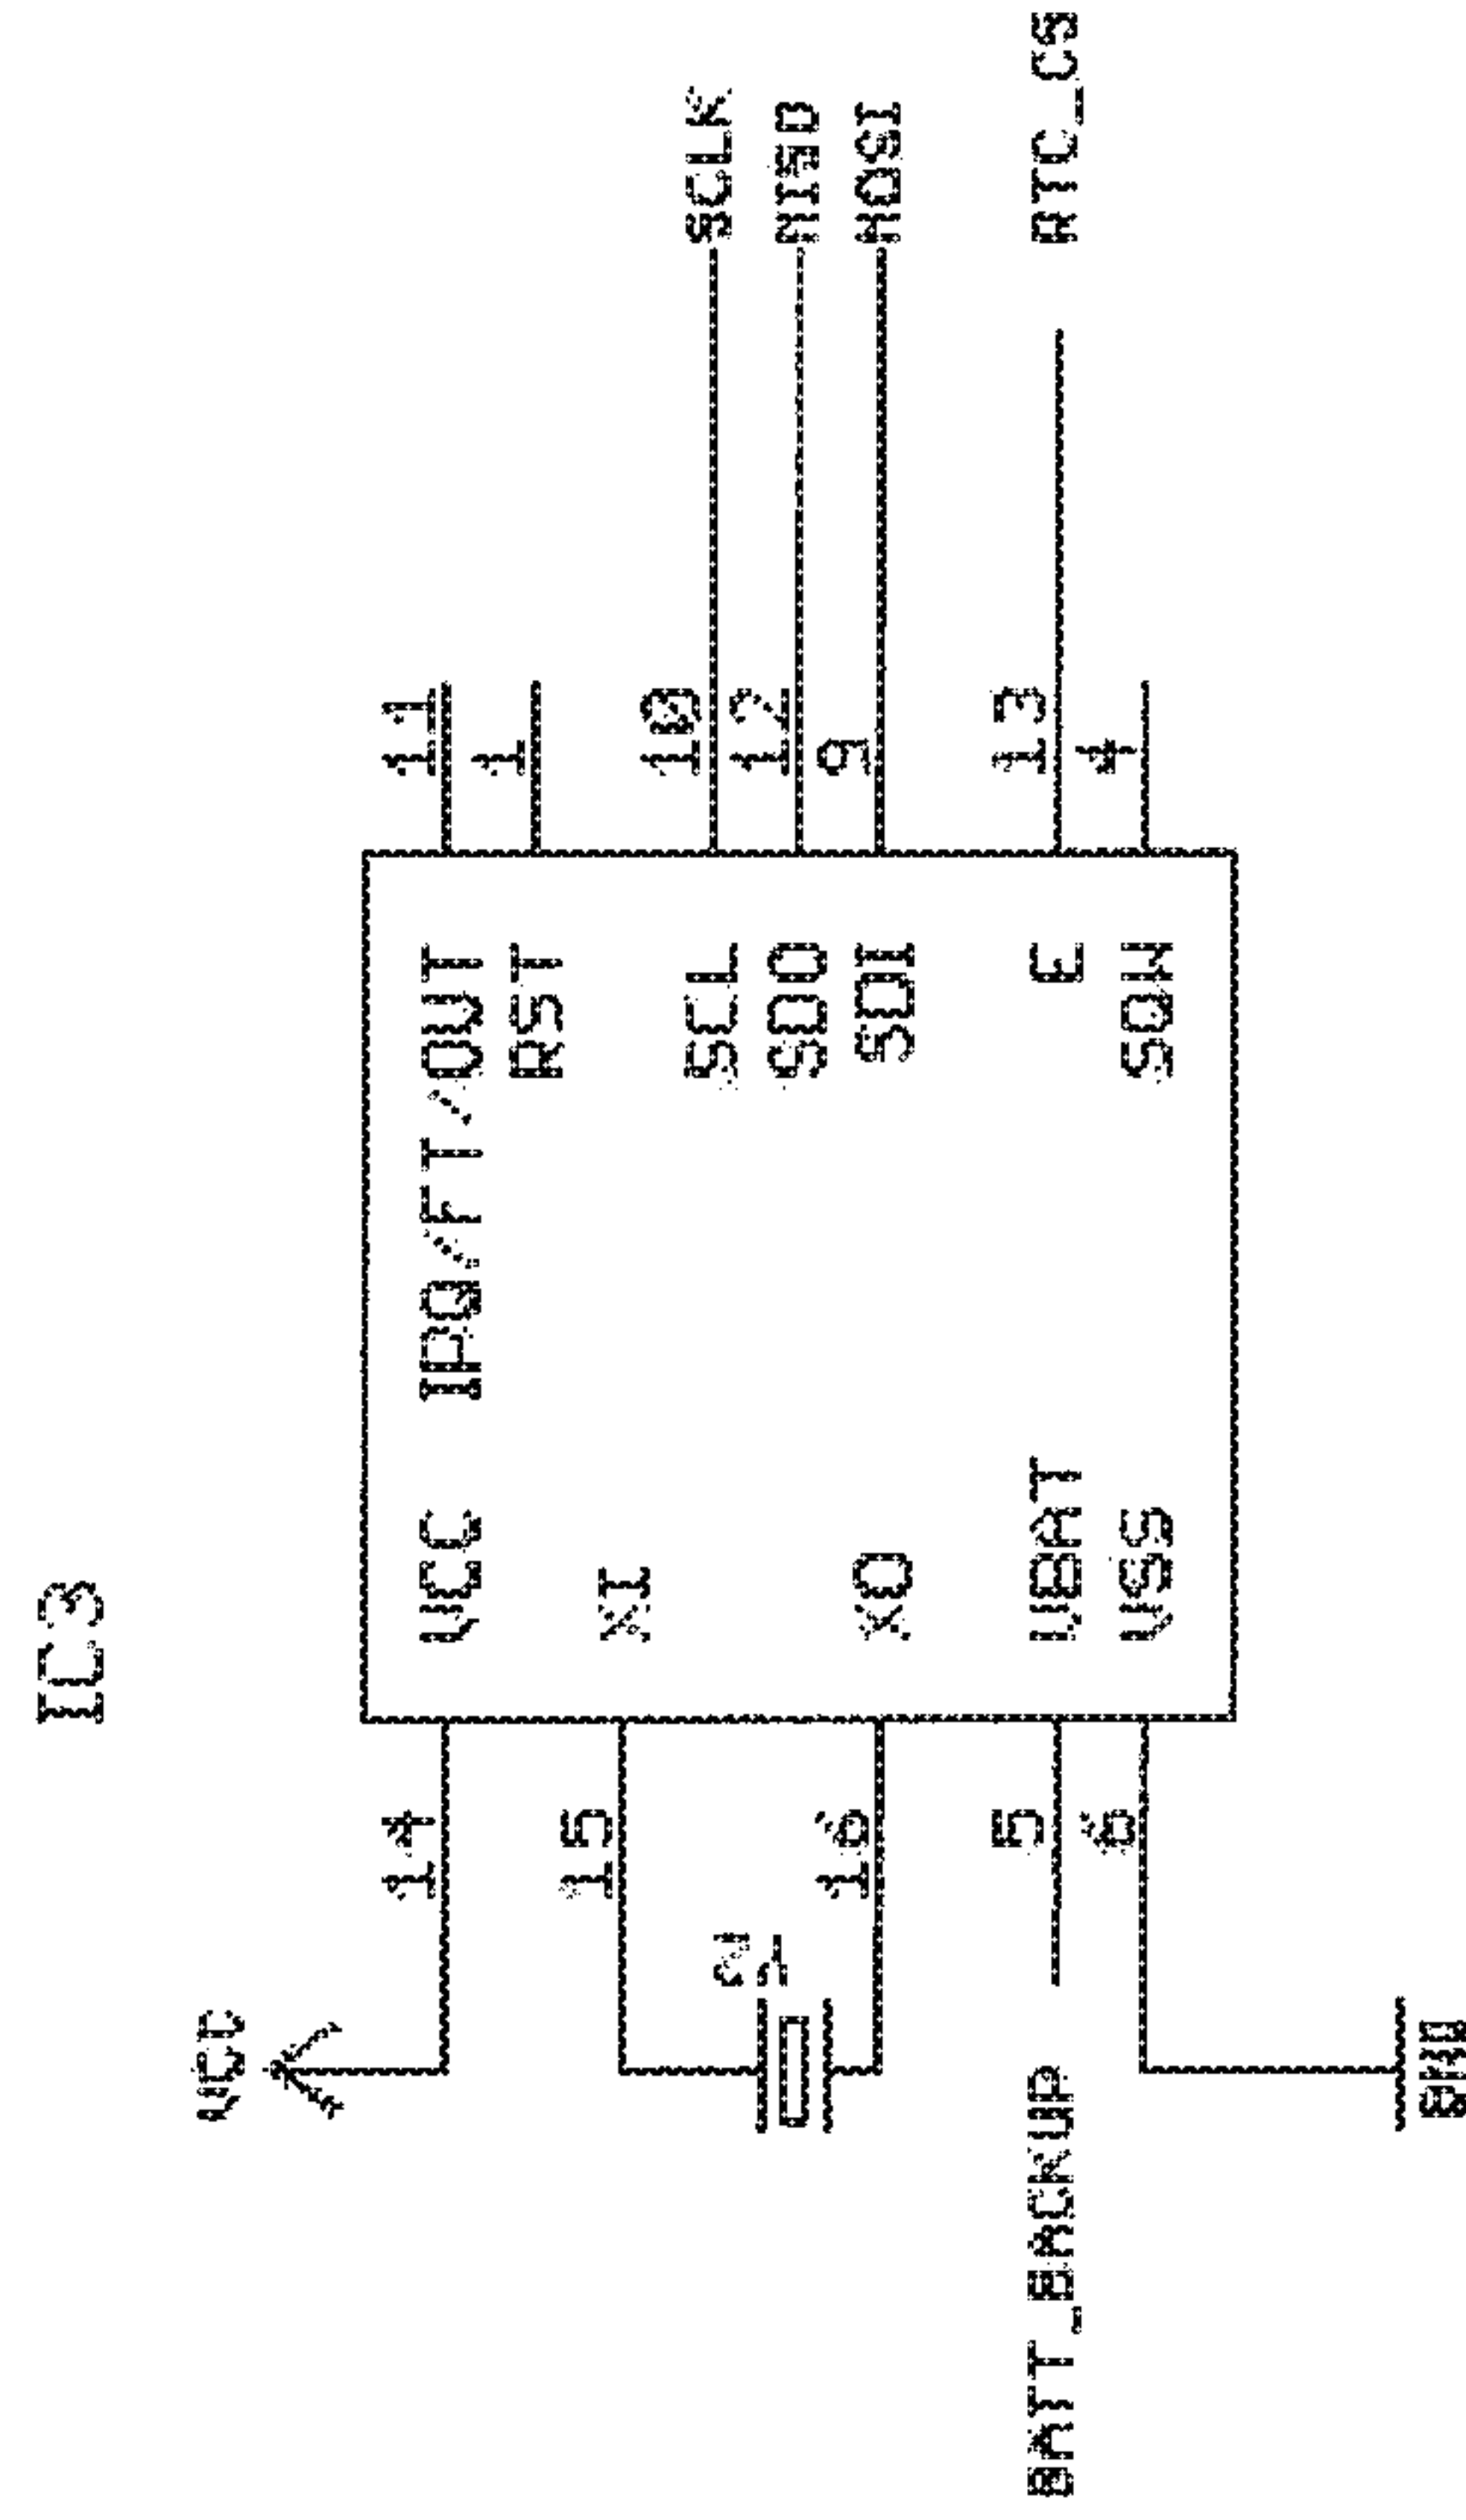 IC3
VCC
14
VCC
IRQ/FT/OUT
11
RST
1
15
XI
SCL
10
SCLK
SDO
12
MISO
16
XO
SDI
9
MOSI
BATT_BACKUP
5
VBAT
E
13
RTC_CS
VSS
SQW
4
GND